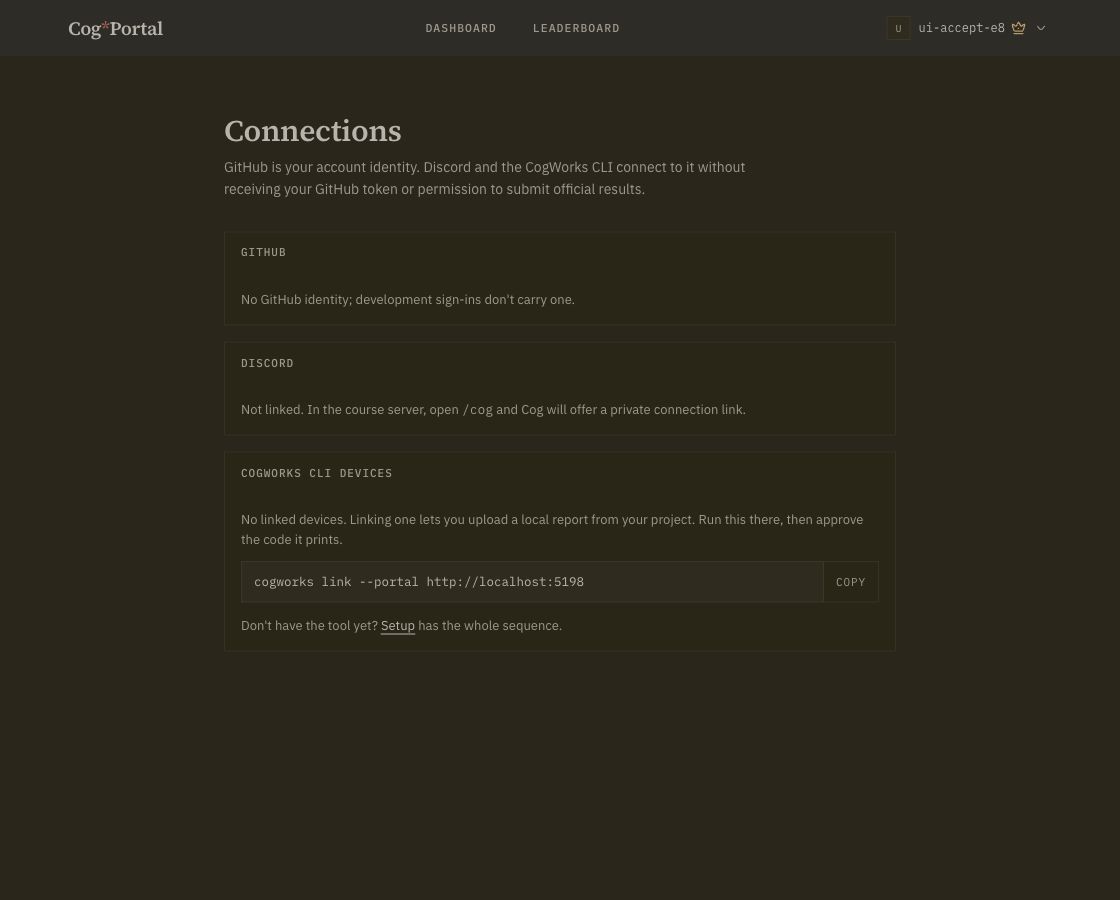 Cog*Portal
DASHBOARD
LEADERBOARD
U
ui-accept-e8
Connections
GitHub is your account identity. Discord and the CogWorks CLI connect to it without
receiving your GitHub token or permission to submit official results.
GITHUB
No GitHub identity; development sign-ins don't carry one.
DISCORD
Not linked. In the course server, open /cog and Cog will offer a private connection link.
COGWORKS CLI DEVICES
No linked devices. Linking one lets you upload a local report from your project. Run this there, then approve
the code it prints.
cogworks link --portal http://localhost:5198
COPY
Don't have the tool yet? Setup has the whole sequence.